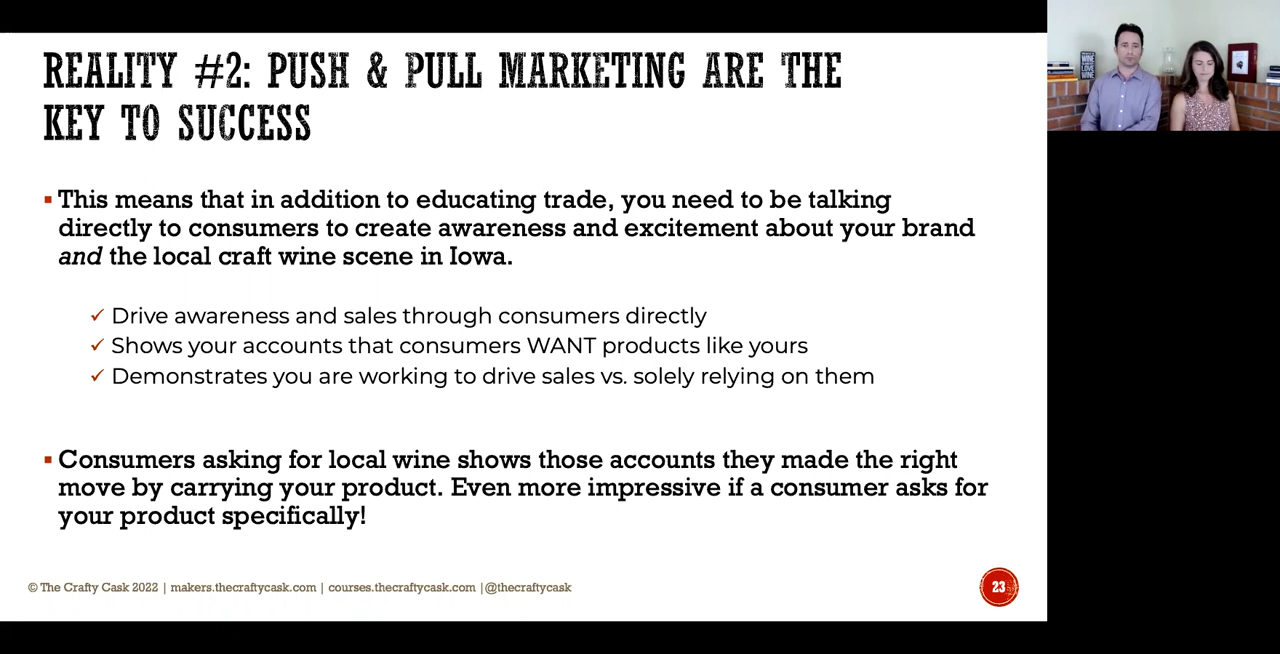 REALITY #2: PUSH & PULL MARKETING ARE THE
KEY TO SUCCESS
This means that in addition to educating trade, you need to be talking
directly to consumers to create awareness and excitement about your brand
and the local craft wine scene in Iowa.
✓ Drive awareness and sales through consumers directly
✓ Shows your accounts that consumers WANT products like yours
✓ Demonstrates you are working to drive sales vs. solely relying on them
Consumers asking for local wine shows those accounts they made the right
move by carrying your product. Even more impressive if a consumer asks for
your product specifically!
© The Crafty Cask 2022 | makers.thecraftycask.com | courses.thecraftycask.com |@thecraftycask
23
WINE
LOVE
WINE